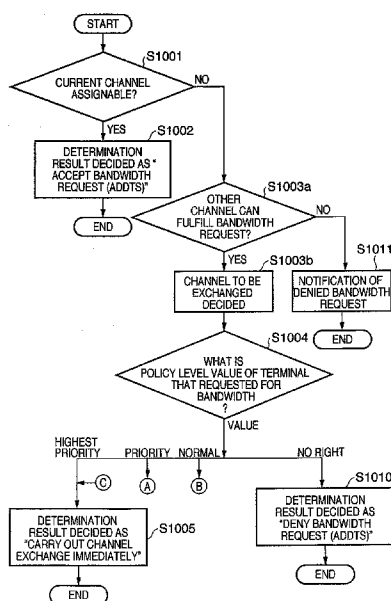 START
S1001
CURRENT CHANNEL
ASSIGNABLE?
NO
YES
S1002
DETERMINATION
RESULT DECIDED AS “
ACCEPT BANDWIDTH
REQUEST (ADDTS)”
END
S1003a
OTHER
CHANNEL CAN
FULFILL BANDWIDTH
REQUEST?
NO
YES
S1003b
CHANNEL TO BE
EXCHANGED
DECIDED
S1011
NOTIFICATION OF
DENIED BANDWIDTH
REQUEST
END
S1004
WHAT IS
POLICY LEVEL VALUE OF TERMINAL
THAT REQUESTED FOR
BANDWIDTH
?
VALUE
HIGHEST
PRIORITY
PRIORITY
NORMAL
NO RIGHT
C
A
B
DETERMINATION
RESULT DECIDED AS
“CARRY OUT CHANNEL
EXCHANGE IMMEDIATELY”
S1005
END
S1010
DETERMINATION
RESULT DECIDED AS
“DENY BANDWIDTH
REQUEST (ADDTS)”
END